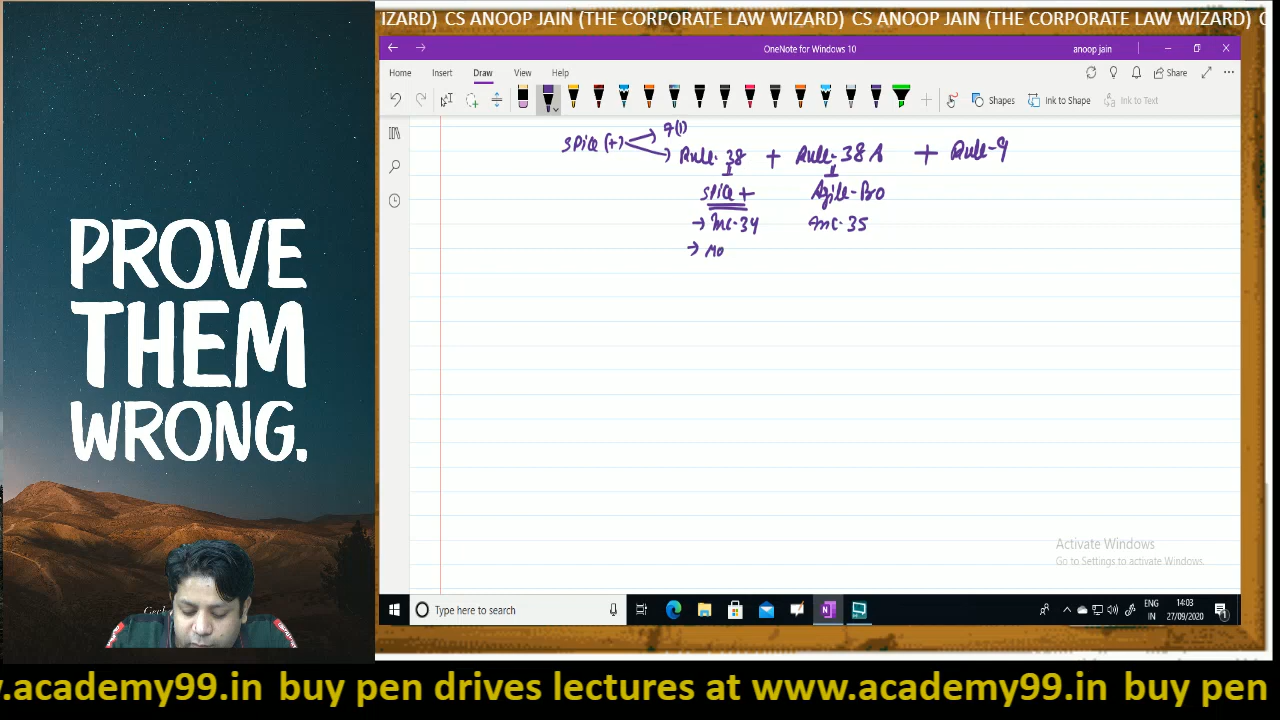 IZARD) CS ANOOP JAIN (THE CORPORATE LAW WIZARD) CS ANOOP JAIN (THE CORPORATE LAW WIZARD) C
OneNote for Windows 10
anoop jain
Home Insert Draw View Help
Share
Shapes Ink to Shape Ink to Text
SPice (+) 7(1)
Rule-38 + Rule-38A + Rule-9
SPice + Agile-Pro
→ Inc-34 Inc-35
→ Mo
PROVE
THEM
WRONG.
Activate Windows
Go to Settings to activate Windows.
Type here to search
ENG
IN
14:03
27/09/2020
.academy99.in buy pen drives lectures at www.academy99.in buy pen